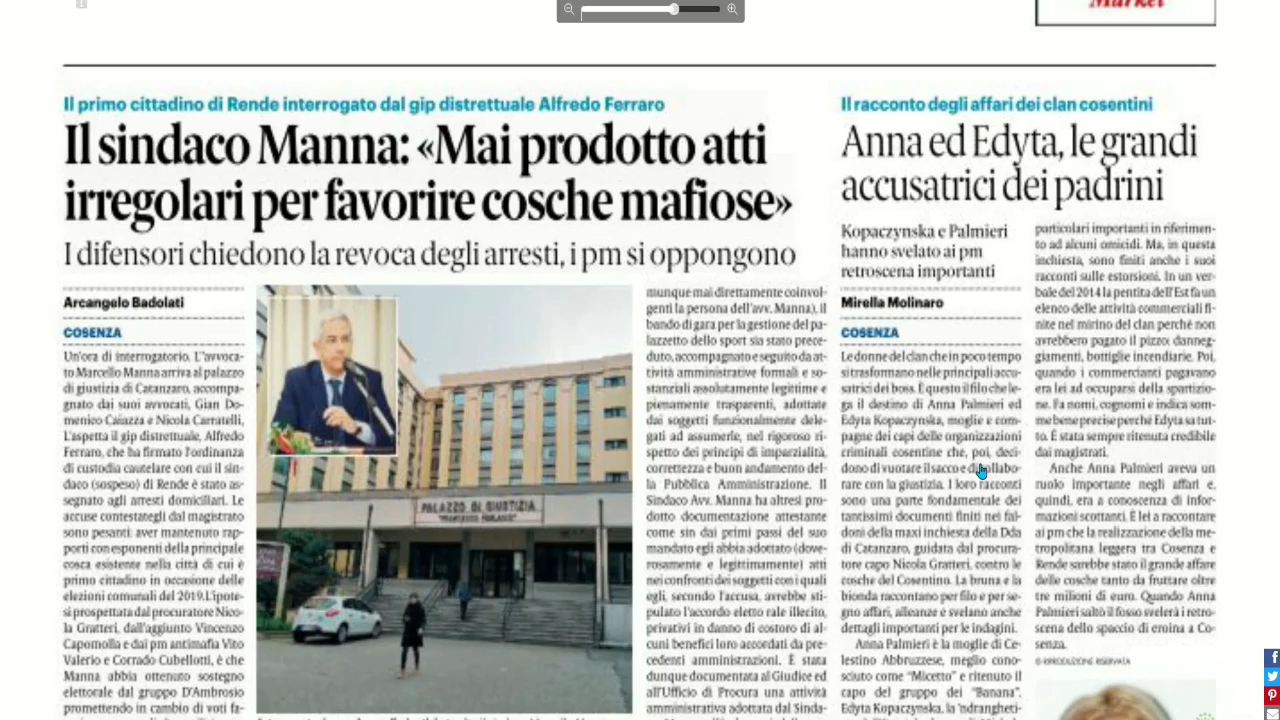 Market
Il primo cittadino di Rende interrogato dal gip distrettuale Alfredo Ferraro
Il sindaco Manna: «Mai prodotto atti
irregolari per favorire cosche mafiose»
I difensori chiedono la revoca degli arresti, i pm si oppongono
Arcangelo Badolati
COSENZA
Un'ora di interrogatorio. L'avvoca-
to Marcello Manna arriva al palazzo
di giustizia di Catanzaro, accompa-
gnato dai suoi avvocati, Gian Do-
menico Caiazza e Nicola Carratelli.
L'aspetta il gip distrettuale, Alfredo
Ferraro, che ha firmato l'ordinanza
di custodia cautelare con cui il sin-
daco (sospeso) di Rende è stato as-
segnato agli arresti domiciliari. Le
accuse contestategli dal magistrato
sono pesanti: aver mantenuto rap-
porti con esponenti della principale
cosca esistente nella città di cui è
primo cittadino in occasione delle
elezioni comunali del 2019.L'ipote-
si prospettata dal procuratore Nico-
la Gratteri, dall'aggiunto Vincenzo
Capomolla e dai pm antimafia Vito
Valerio e Corrado Cubellotti, è che
Manna abbia ottenuto sostegno
elettorale dal gruppo D'Ambrosio
promettendo in cambio di voti fa-
PALAZZO DI GIUSTIZIA
munque mai direttamente coinvol-
genti la persona dell'avv. Manna), il
bando di gara per la gestione del pa-
lazzetto dello sport sia stato prece-
duto, accompagnato e seguito da at-
tività amministrative formali e so-
stanziali assolutamente legittime e
pienamente trasparenti, adottate
dai soggetti funzionalmente dele-
gati ad assumerle, nel rigoroso ri-
spetto dei principi di imparzialità,
correttezza e buon andamento del-
la Pubblica Amministrazione. Il
Sindaco Avv. Manna ha altresì pro-
dotto documentazione attestante
come sin dai primi passi del suo
mandato egli abbia adottato (dove-
rosamente e legittimamente) atti
nei confronti dei soggetti con i quali
egli, secondo l'accusa, avrebbe sti-
pulato l'accordo eletto rale illecito,
privativi in danno di costoro di al-
cuni benefici loro accordati da pre-
cedenti amministrazioni. È stata
dunque documentata al Giudice ed
all'Ufficio di Procura una attività
amministrativa adottata dal Sinda-
Il racconto degli affari dei clan cosentini
Anna ed Edyta, le grandi
accusatrici dei padrini
Kopaczynska e Palmieri
hanno svelato ai pm
retroscena importanti
Mirella Molinaro
COSENZA
Le donne del clan che in poco tempo
si trasformano nelle principali accu-
satrici dei boss. È questo il filo che le-
ga il destino di Anna Palmieri ed
Edyta Kopaczynska, moglie e com-
pagne dei capi delle organizzazioni
criminali cosentine che, poi, deci-
dono di vuotare il sacco e di collabo-
rare con la giustizia. I loro racconti
sono una parte fondamentale dei
tantissimi documenti finiti nei fal-
doni della maxi inchiesta della Dda
di Catanzaro, guidata dal procura-
tore capo Nicola Gratteri, contro le
cosche del Cosentino. La bruna e la
bionda raccontano per filo e per se-
gno affari, alleanze e svelano anche
dettagli importanti per le indagini.
Anna Palmieri è la moglie di Ce-
lestino Abbruzzese, meglio cono-
sciuto come "Micetto" e ritenuto il
capo del gruppo dei "Banana".
Edyta Kopaczynska, la 'ndragheti-
particolari importanti in riferimen-
to ad alcuni omicidi. Ma, in questa
inchiesta, sono finiti anche i suoi
racconti sulle estorsioni. In un ver-
bale del 2014 la pentita dell'Est fa un
elenco delle attività commerciali fi-
nite nel mirino del clan perché non
avrebbero pagato il pizzo: danneg-
giamenti, bottiglie incendiarie. Poi,
quando i commercianti pagavano
era lei ad occuparsi della spartizio-
ne. Fa nomi, cognomi e indica som-
me bene precise perché Edyta sa tut-
to. È stata sempre ritenuta credibile
dai magistrati.
Anche Anna Palmieri aveva un
ruolo importante negli affari e,
quindi, era a conoscenza di infor-
mazioni scottanti. È lei a raccontare
ai pm che la realizzazione della me-
tropolitana leggera tra Cosenza e
Rende sarebbe stato il grande affare
delle cosche tanto da fruttare oltre
tre milioni di euro. Quando Anna
Palmieri saltò il fosso svelerà i retro-
scena dello spaccio di eroina a Co-
senza.
© RIPRODUZIONE RISERVATA